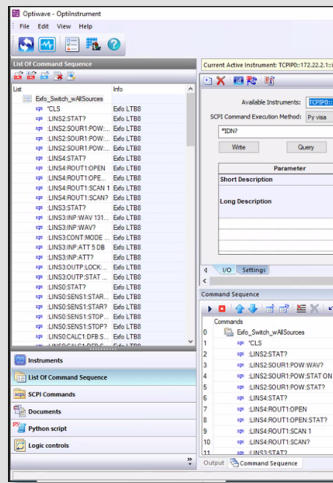 Optiwave - OptiInstrument
File Edit View Help
List Of Command Sequence
List Info
Exfo_Switch_wAllSources
*CLS Exfo LTB8
:LINS2:STAT? Exfo LTB8
:LINS2:SOUR1:POW:... Exfo LTB8
:LINS2:SOUR1:POW:... Exfo LTB8
:LINS2:SOUR1:POW:... Exfo LTB8
:LINS4:STAT? Exfo LTB8
:LINS4:ROUT1:OPEN Exfo LTB8
:LINS4:ROUT1:OPE... Exfo LTB8
:LINS4:ROUT1:SCAN 1 Exfo LTB8
:LINS4:ROUT1:SCAN? Exfo LTB8
:LINS3:STAT? Exfo LTB8
:LINS3:INP:WAV 131... Exfo LTB8
:LINS3:INP:WAV? Exfo LTB8
:LINS3:CONT:MODE ... Exfo LTB8
:LINS3:INP:ATT 5 DB Exfo LTB8
:LINS3:INP:ATT? Exfo LTB8
:LINS3:OUTP:LOCK:... Exfo LTB8
:LINS3:OUTP:STAT ... Exfo LTB8
:LINS0:STAT? Exfo LTB8
:LINS0:SENS1:STAR... Exfo LTB8
:LINS0:SENS1:STAR? Exfo LTB8
:LINS0:SENS1:STOP... Exfo LTB8
:LINS0:SENS1:STOP? Exfo LTB8
:LINS0:CALC1:DFB:S... Exfo LTB8
Instruments
List Of Command Sequence
SCPI Commands
Documents
Python script
Logic controls
Current Active Instrument: TCPIP0::172.22.2.1::
Available Instruments: TCPIP0::
SCPI Command Execution Method: Py visa
*IDN?
Write Query
Parameter
Short Description
Long Description
I/O Settings
Command Sequence
Commands
0 Exfo_Switch_wAllSources
1 *CLS
2 :LINS2:STAT?
3 :LINS2:SOUR1:POW:WAV?
4 :LINS2:SOUR1:POW:STAT ON
5 :LINS2:SOUR1:POW:STAT?
6 :LINS4:STAT?
7 :LINS4:ROUT1:OPEN
8 :LINS4:ROUT1:OPEN:STAT?
9 :LINS4:ROUT1:SCAN 1
10 :LINS4:ROUT1:SCAN?
11 :LINS3:STAT?
Output Command Sequence